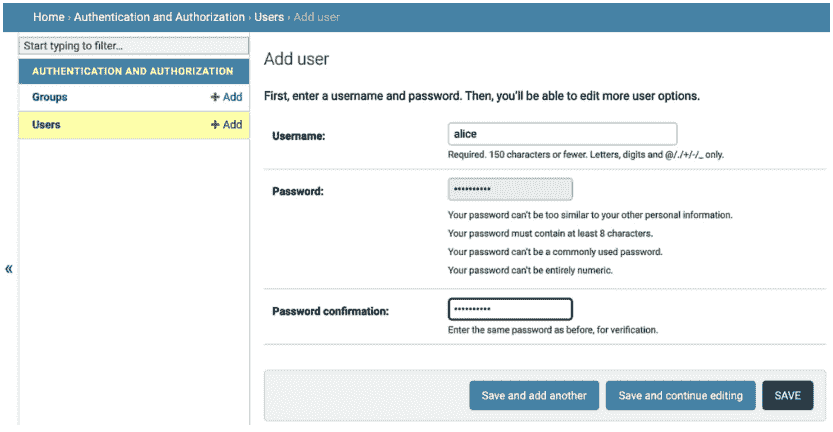 Home › Authentication and Authorization › Users › Add user
Start typing to filter...
AUTHENTICATION AND AUTHORIZATION
Groups + Add
Users + Add
«
Add user
First, enter a username and password. Then, you'll be able to edit more user options.
Username: alice
Required. 150 characters or fewer. Letters, digits and @/./+/-/_ only.
Password: ••••••••••
Your password can't be too similar to your other personal information.
Your password must contain at least 8 characters.
Your password can't be a commonly used password.
Your password can't be entirely numeric.
Password confirmation: ••••••••••
Enter the same password as before, for verification.
Save and add another Save and continue editing SAVE